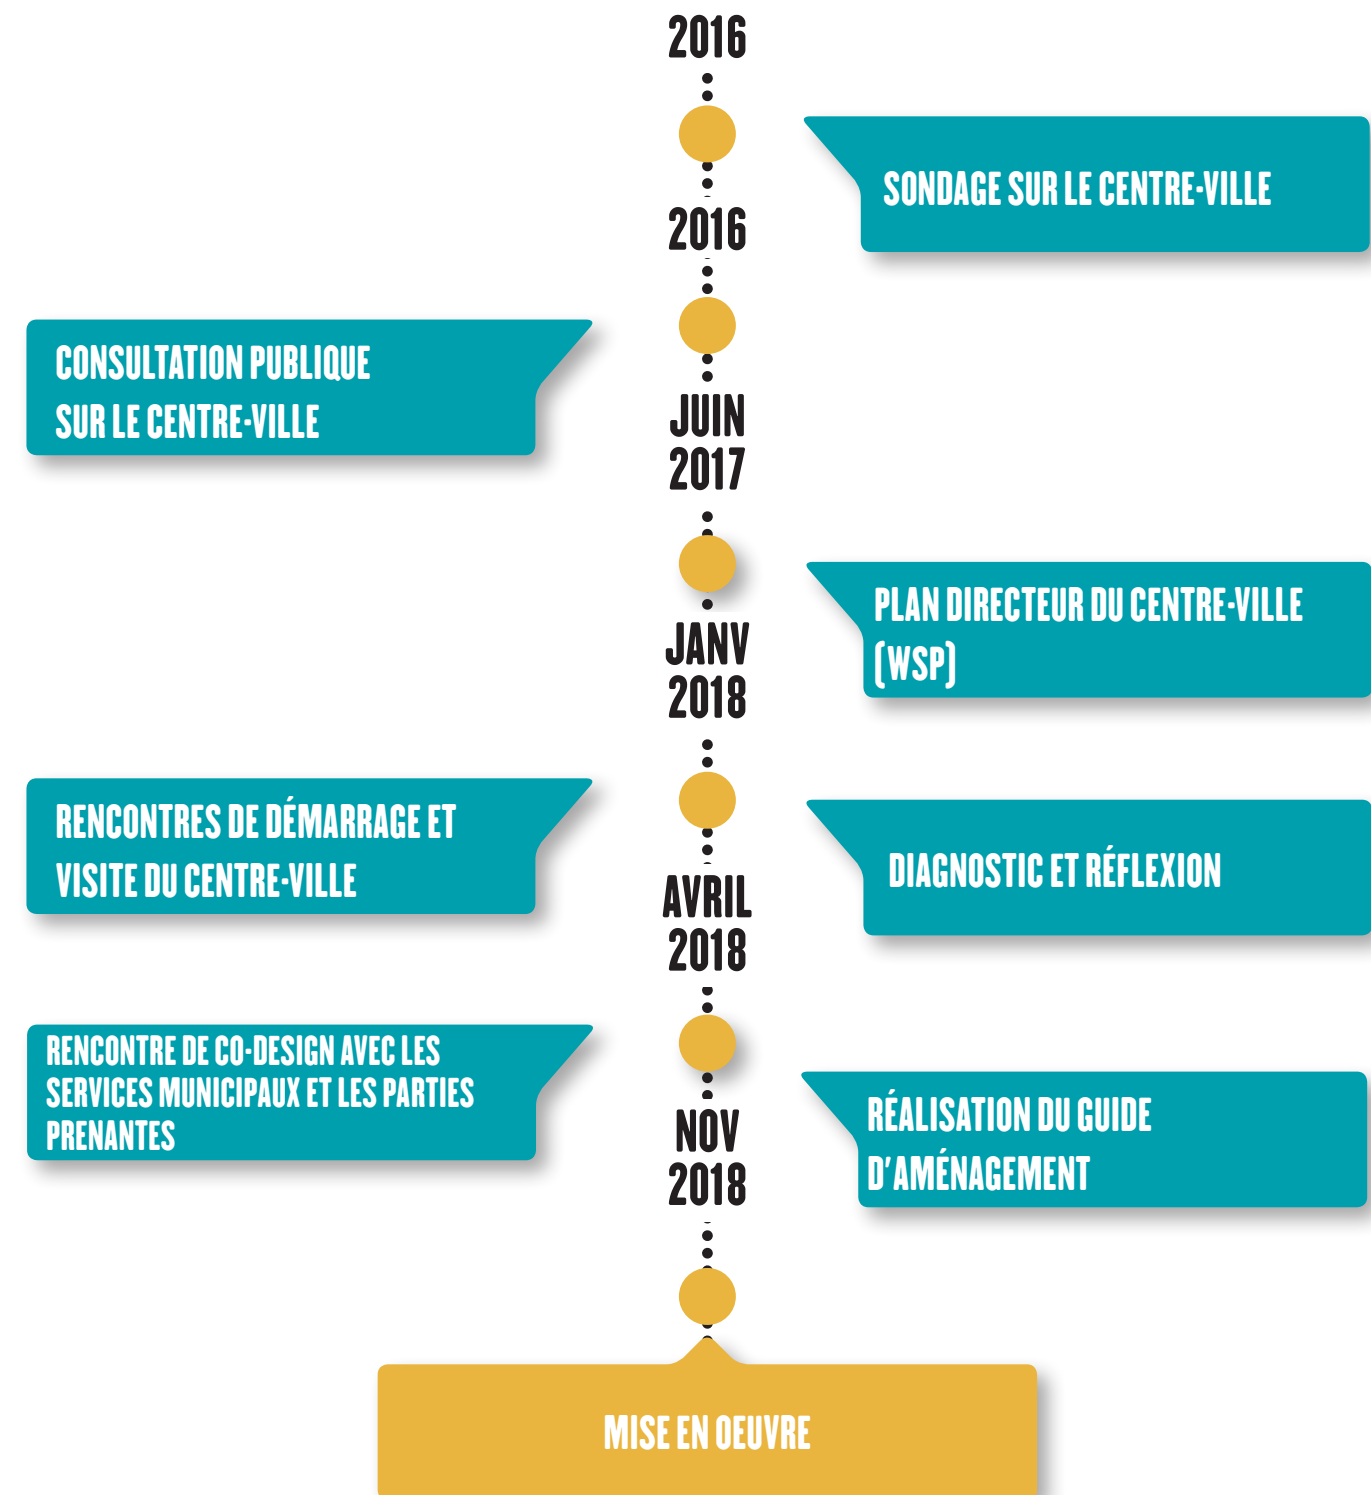 2016
SONDAGE SUR LE CENTRE-VILLE
2016
CONSULTATION PUBLIQUE
SUR LE CENTRE-VILLE
JUIN
2017
PLAN DIRECTEUR DU CENTRE-VILLE
(WSP)
JANV
2018
RENCONTRES DE DÉMARRAGE ET
VISITE DU CENTRE-VILLE
DIAGNOSTIC ET RÉFLEXION
AVRIL
2018
RENCONTRE DE CO-DESIGN AVEC LES
SERVICES MUNICIPAUX ET LES PARTIES
PRENANTES
RÉALISATION DU GUIDE
D'AMÉNAGEMENT
NOV
2018
MISE EN OEUVRE